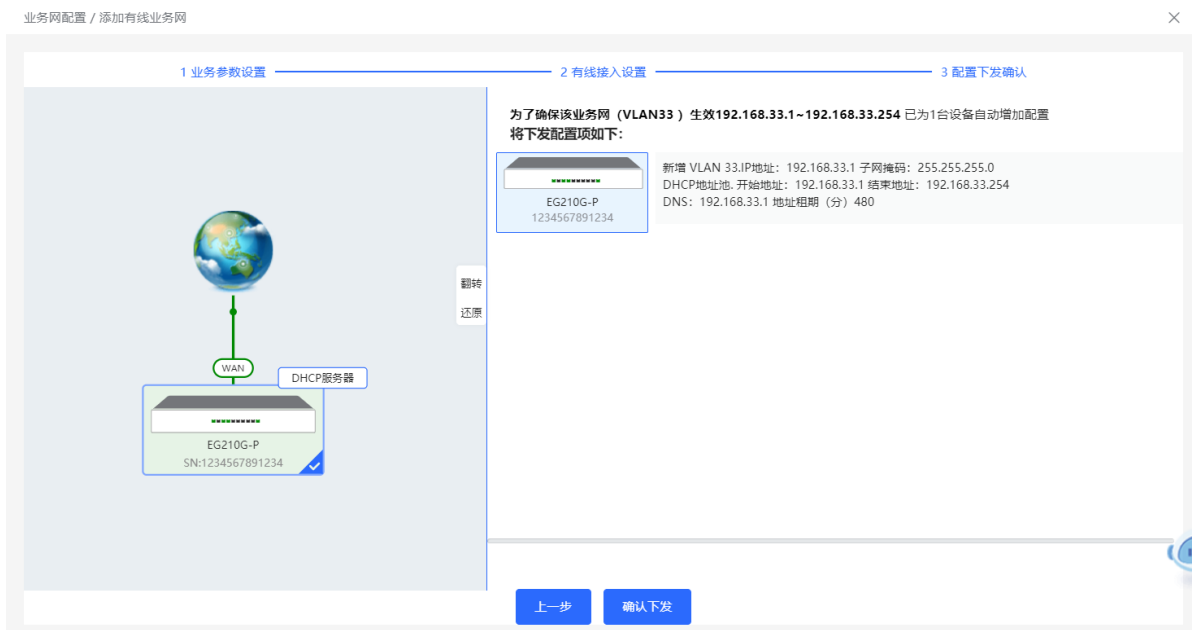 业务网配置 / 添加有线业务网
1 业务参数设置
2 有线接入设置
3 配置下发确认
为了确保该业务网（VLAN33 ）生效192.168.33.1~192.168.33.254 已为1台设备自动增加配置
将下发配置项如下：
EG210G-P
1234567891234
新增 VLAN 33.IP地址：192.168.33.1 子网掩码：255.255.255.0
DHCP地址池. 开始地址：192.168.33.1 结束地址：192.168.33.254
DNS：192.168.33.1 地址租期（分）480
翻转
还原
WAN
DHCP服务器
EG210G-P
SN:1234567891234
上一步
确认下发